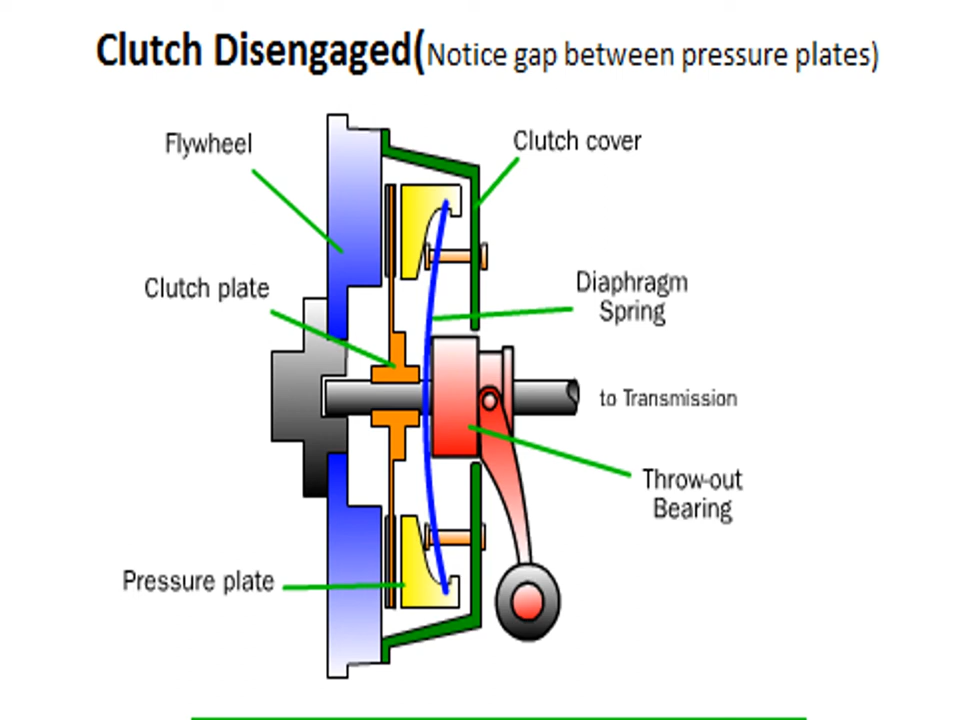 Clutch Disengaged(Notice gap between pressure plates)
Flywheel
Clutch cover
Clutch plate
Diaphragm
Spring
to Transmission
Throw-out
Bearing
Pressure plate